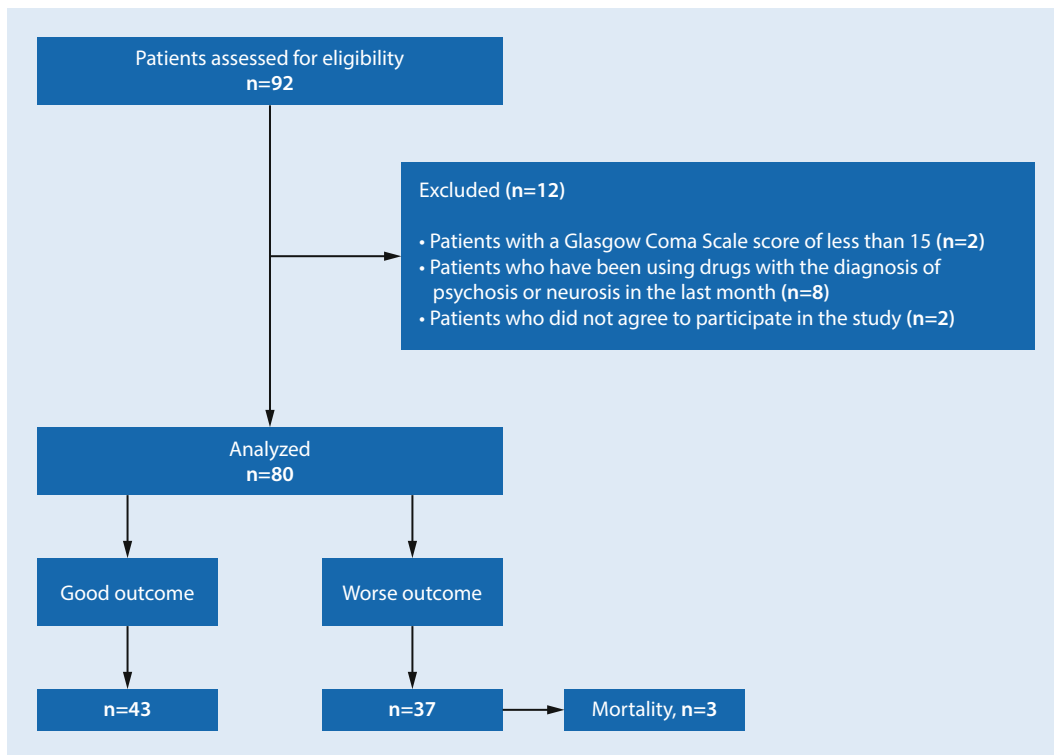 Patients assessed for eligibility
n=92
Excluded (n=12)
• Patients with a Glasgow Coma Scale score of less than 15 (n=2)
• Patients who have been using drugs with the diagnosis of
psychosis or neurosis in the last month (n=8)
• Patients who did not agree to participate in the study (n=2)
Analyzed
n=80
Good outcome
Worse outcome
n=43
n=37
Mortality, n=3